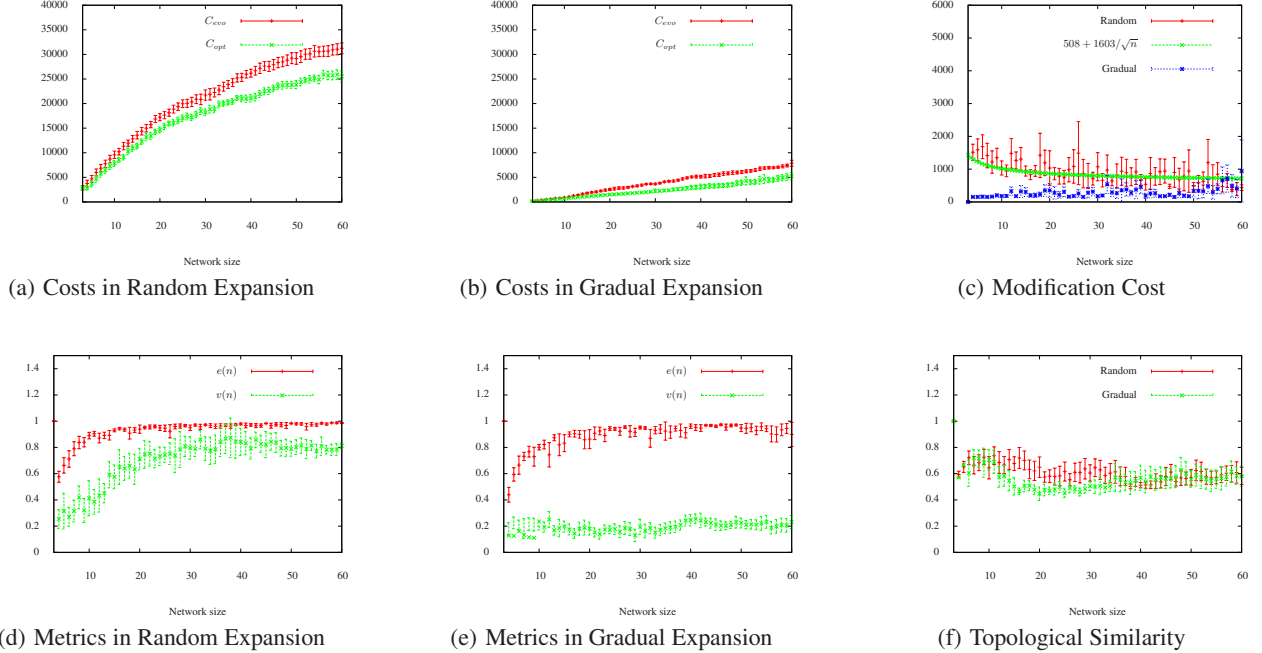 40000
35000
30000
25000
20000
15000
10000
5000
0
10 20 30 40 50 60
C_evo
C_opt
Network size
(a) Costs in Random Expansion
40000
35000
30000
25000
20000
15000
10000
5000
0
10 20 30 40 50 60
C_evo
C_opt
Network size
(b) Costs in Gradual Expansion
6000
5000
4000
3000
2000
1000
0
10 20 30 40 50 60
Random
508 + 1603/√n
Gradual
Network size
(c) Modification Cost
1.4
1.2
1
0.8
0.6
0.4
0.2
0
10 20 30 40 50 60
e(n)
v(n)
Network size
(d) Metrics in Random Expansion
1.4
1.2
1
0.8
0.6
0.4
0.2
0
10 20 30 40 50 60
e(n)
v(n)
Network size
(e) Metrics in Gradual Expansion
1.4
1.2
1
0.8
0.6
0.4
0.2
0
10 20 30 40 50 60
Random
Gradual
Network size
(f) Topological Similarity